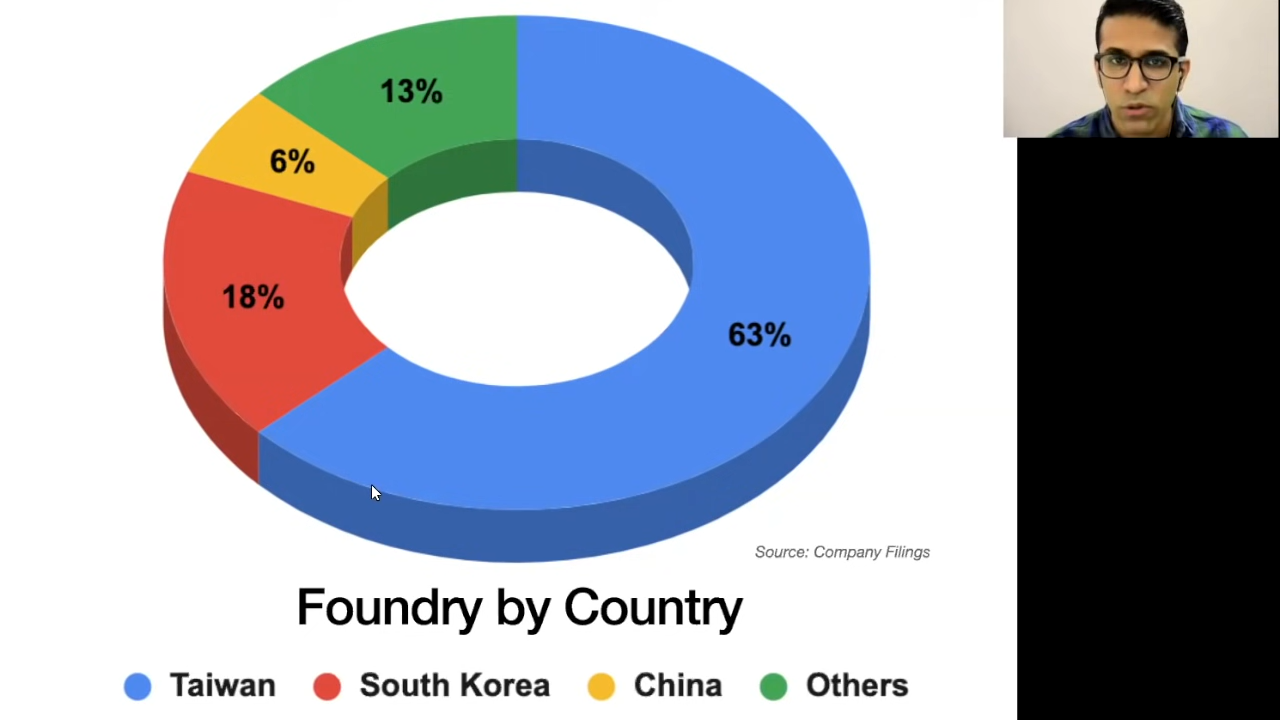 13%
6%
18%
63%
Source: Company Filings
Foundry by Country
Taiwan South Korea China Others